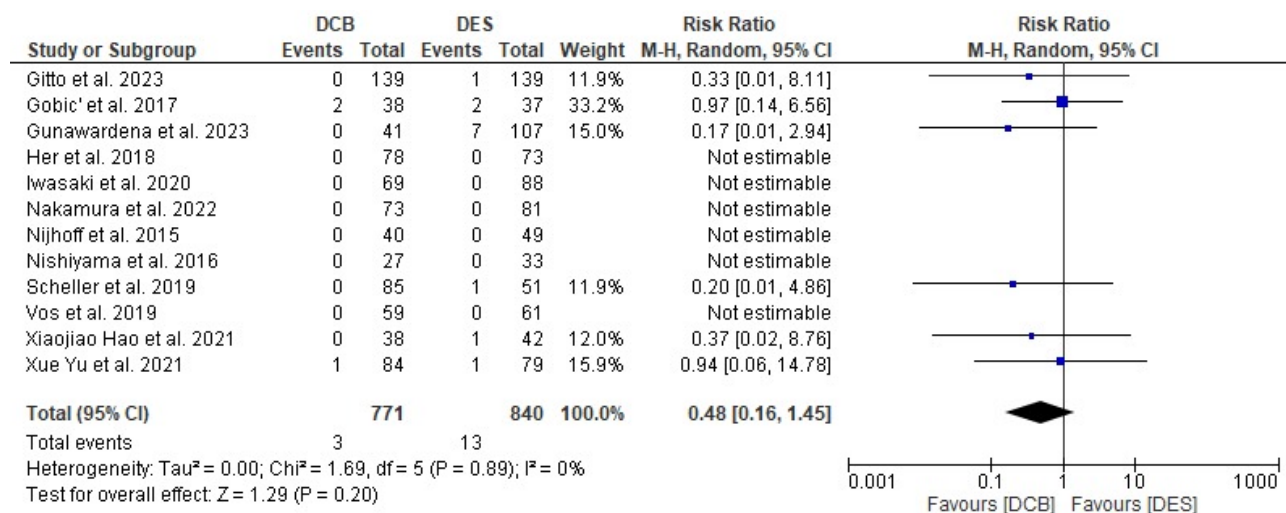 DCB DES Risk Ratio Risk Ratio
Study or Subgroup Events Total Events Total Weight M-H, Random, 95% CI M-H, Random, 95% CI
Gitto et al. 2023 0 139 1 139 11.9% 0.33 [0.01, 8.11]
Gobic' et al. 2017 2 38 2 37 33.2% 0.97 [0.14, 6.56]
Gunawardena et al. 2023 0 41 7 107 15.0% 0.17 [0.01, 2.94]
Her et al. 2018 0 78 0 73 Not estimable
Iwasaki et al. 2020 0 69 0 88 Not estimable
Nakamura et al. 2022 0 73 0 81 Not estimable
Nijhoff et al. 2015 0 40 0 49 Not estimable
Nishiyama et al. 2016 0 27 0 33 Not estimable
Scheller et al. 2019 0 85 1 51 11.9% 0.20 [0.01, 4.86]
Vos et al. 2019 0 59 0 61 Not estimable
Xiaojiao Hao et al. 2021 0 38 1 42 12.0% 0.37 [0.02, 8.76]
Xue Yu et al. 2021 1 84 1 79 15.9% 0.94 [0.06, 14.78]
Total (95% CI) 771 840 100.0% 0.48 [0.16, 1.45]
Total events 3 13
Heterogeneity: Tau² = 0.00; Chi² = 1.69, df = 5 (P = 0.89); I² = 0%
Test for overall effect: Z = 1.29 (P = 0.20)
0.001 0.1 1 10 1000
Favours [DCB] Favours [DES]